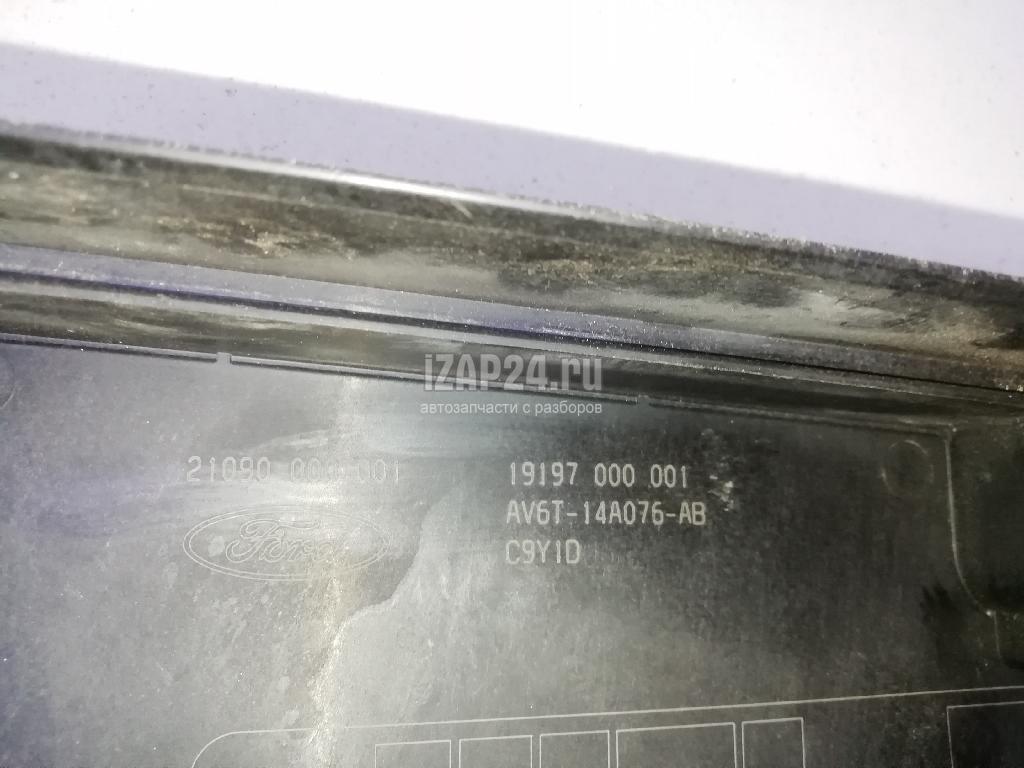 iZAP24.ru
автозапчасти с разборов
21090 000 001
Ford
19197 000 001
AV6T-14A076-AB
C9Y1D